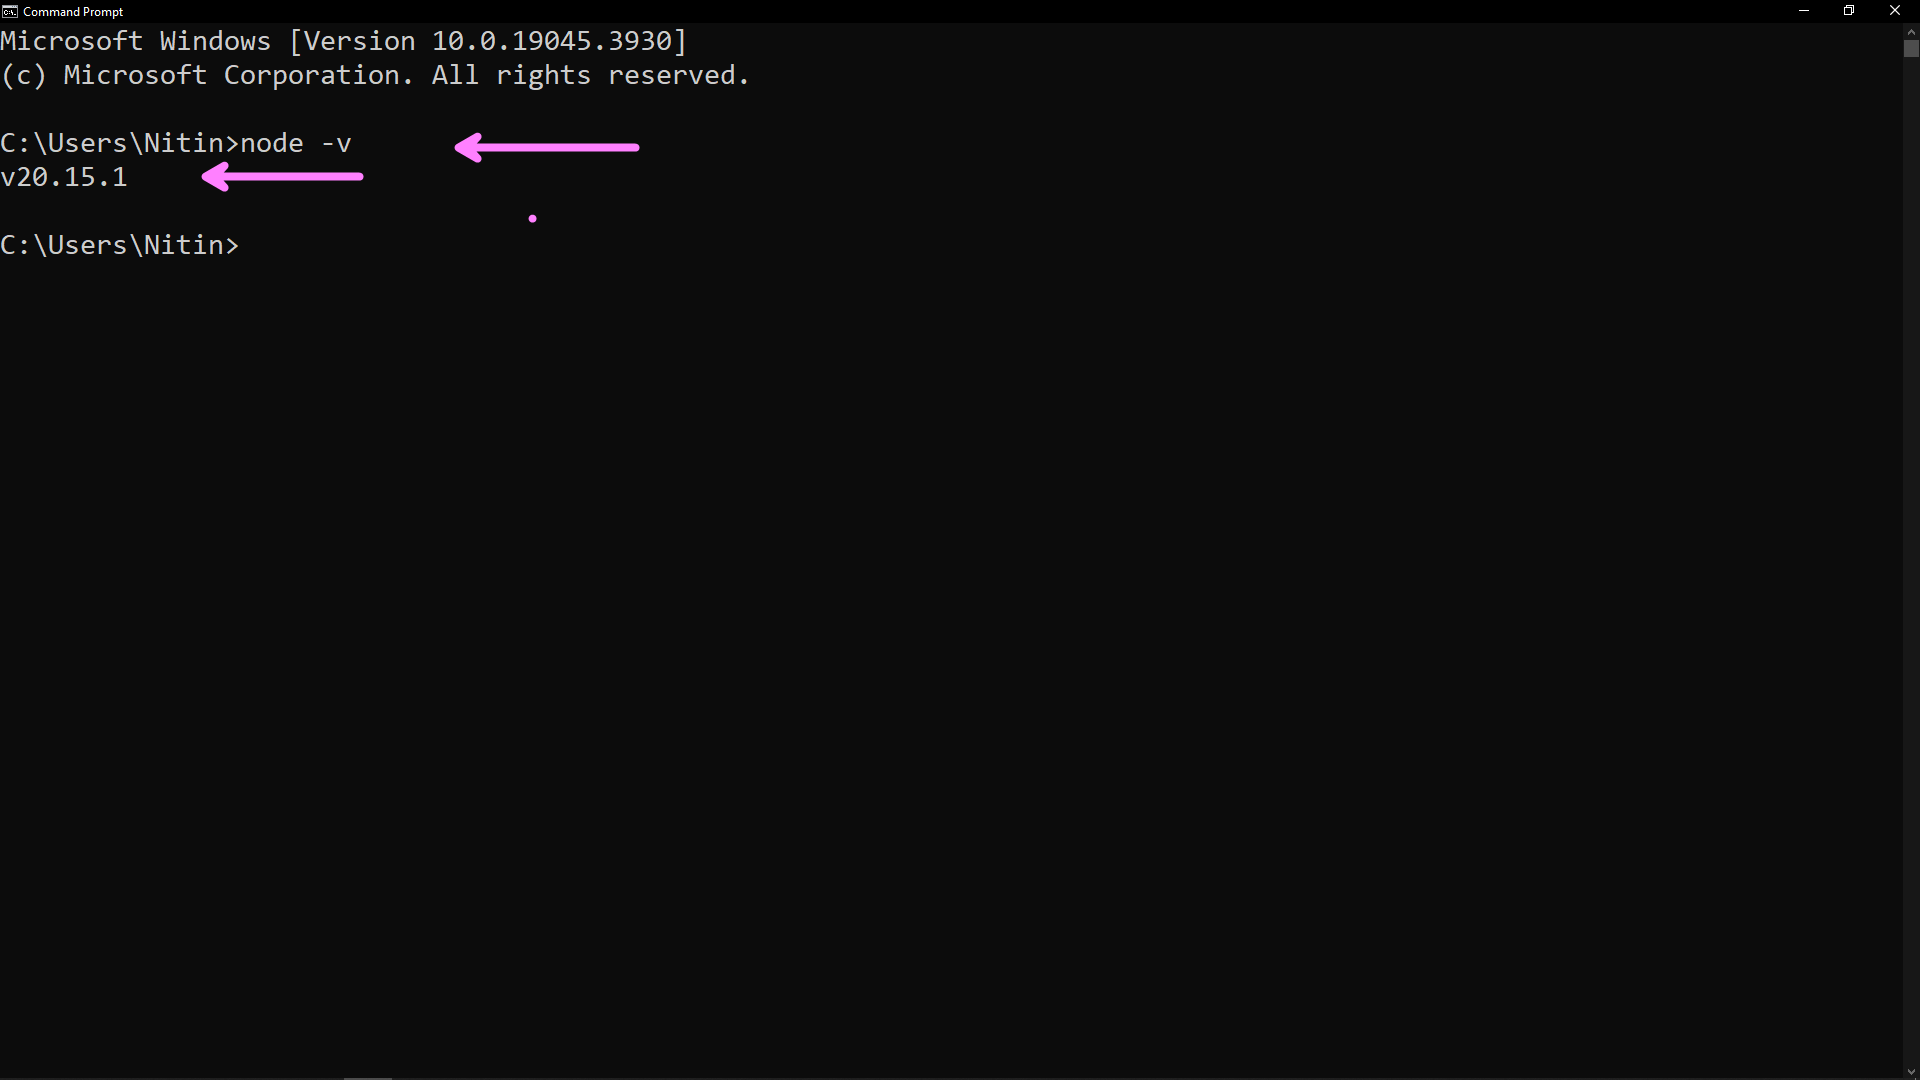 Command Prompt
Microsoft Windows [Version 10.0.19045.3930]
(c) Microsoft Corporation. All rights reserved.
C:\Users\Nitin>node -v
v20.15.1
C:\Users\Nitin>